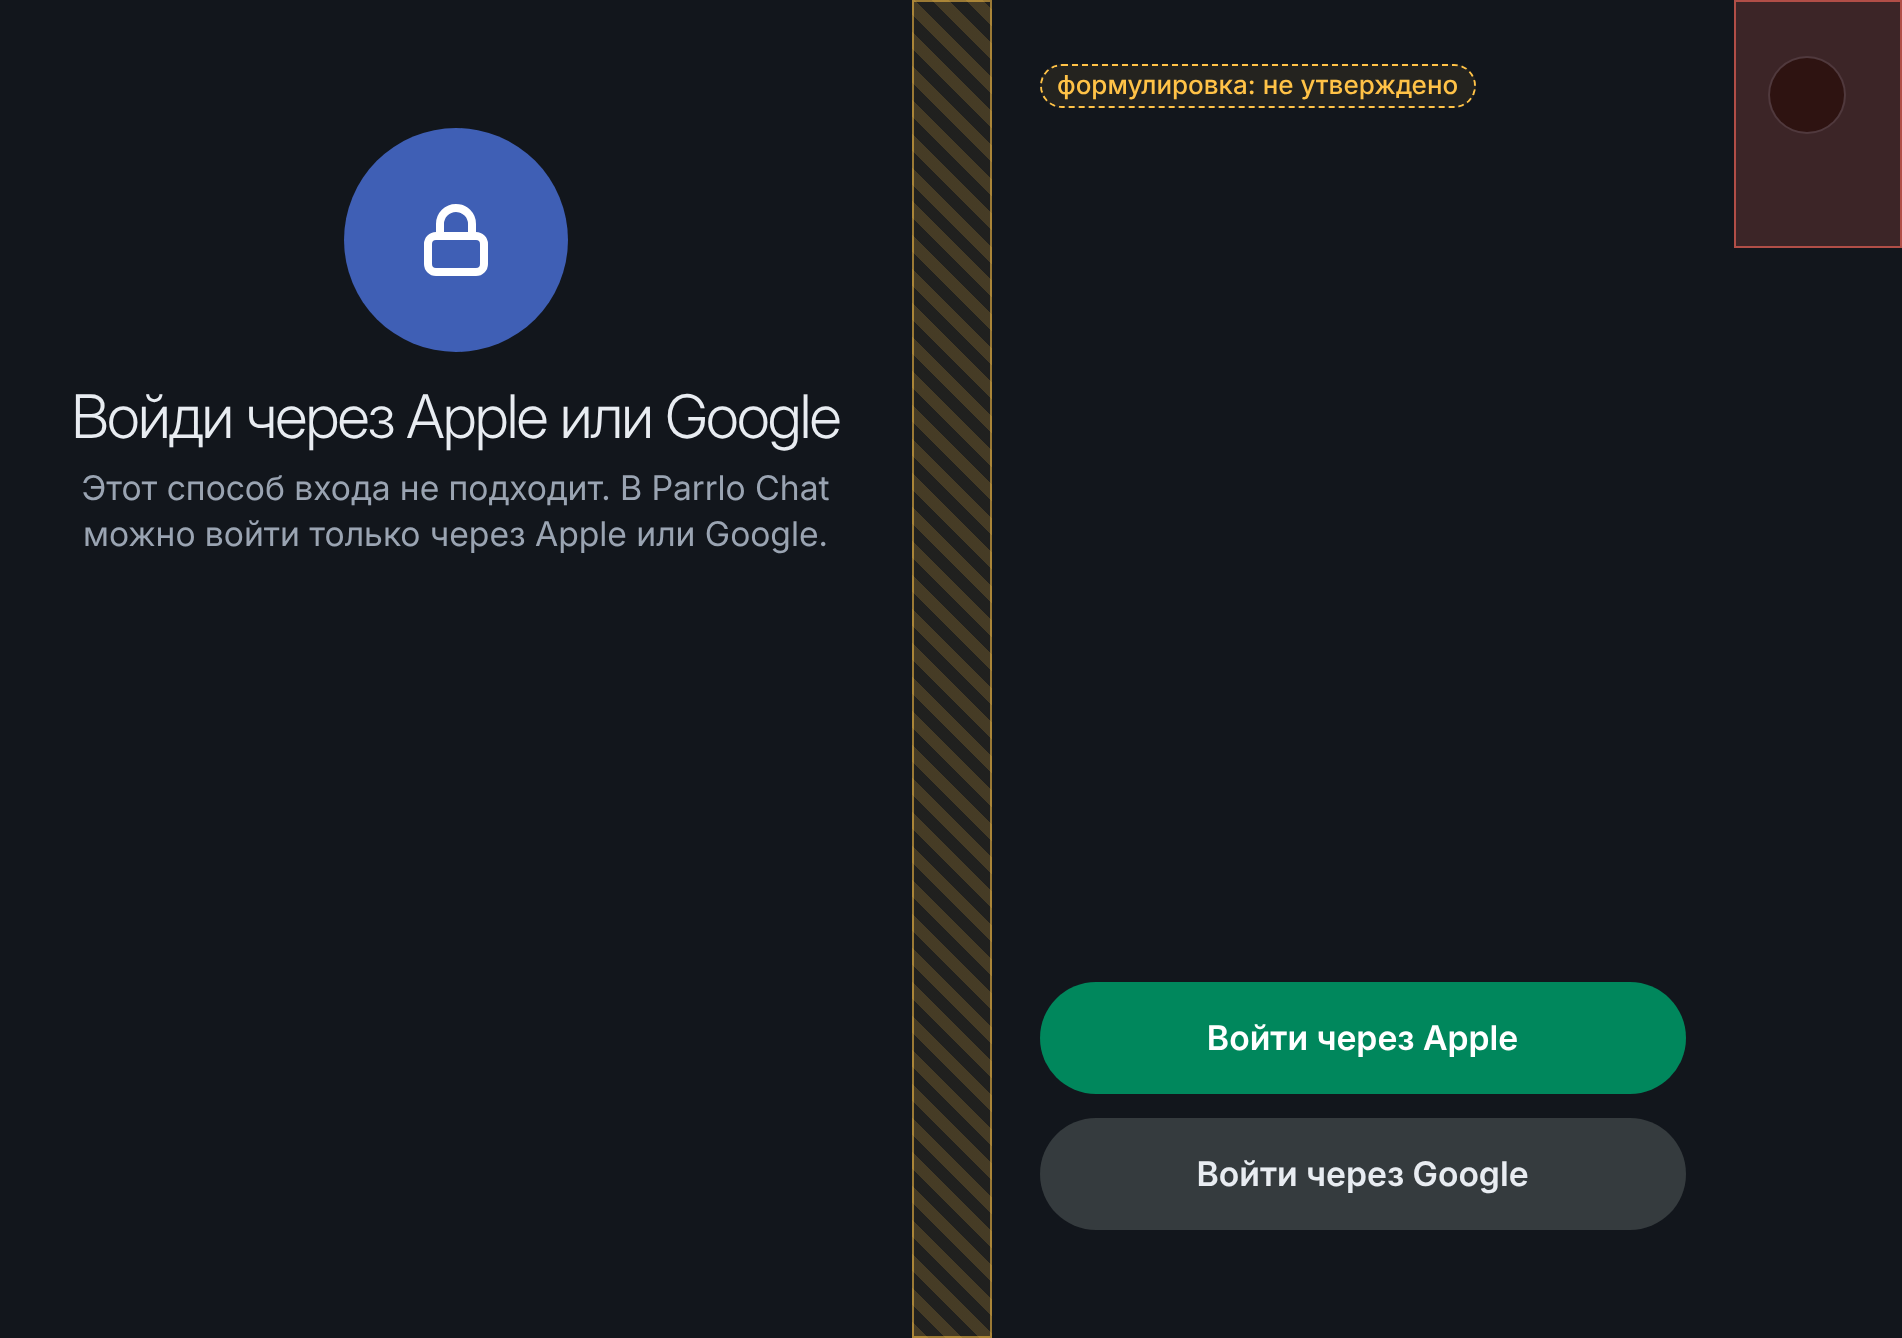 Войди через Apple или Google
Этот способ входа не подходит. В Parrlo Chat
можно войти только через Apple или Google.
формулировка: не утверждено
Войти через Apple
Войти через Google